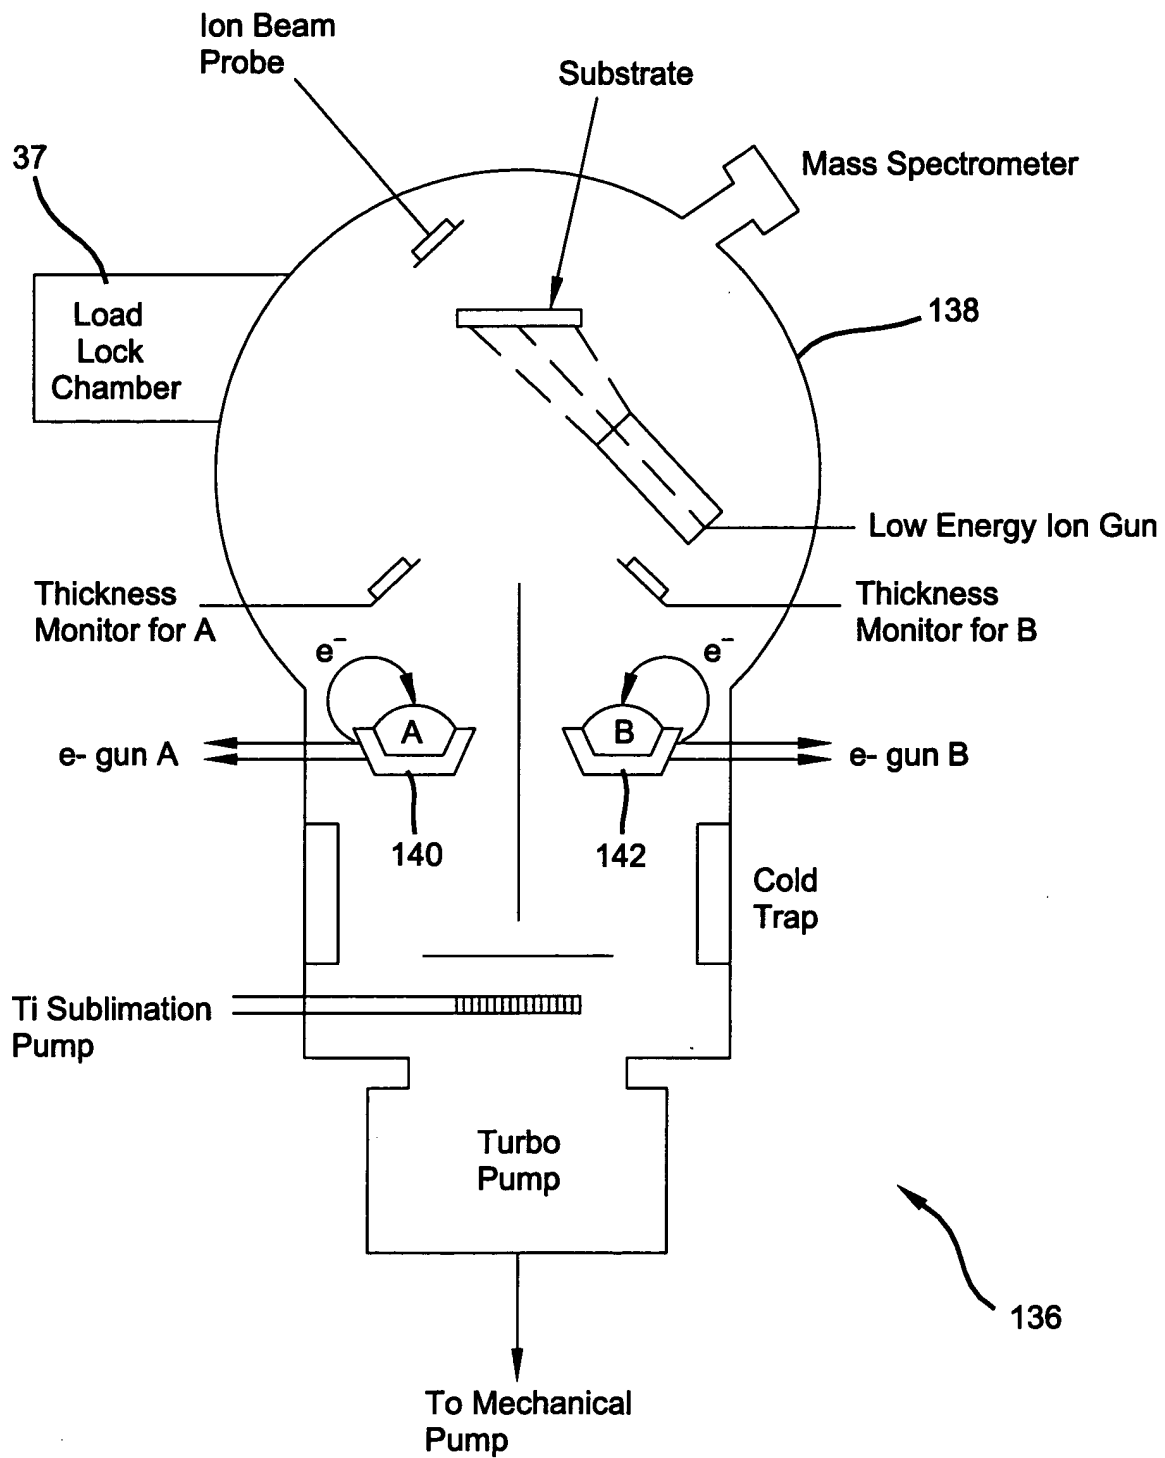 Ion Beam
Probe
Substrate
37
Mass Spectrometer
Load
Lock
Chamber
138
Low Energy Ion Gun
Thickness
Monitor for A
Thickness
Monitor for B
e⁻
e⁻
A
B
e- gun A
e- gun B
140
142
Cold
Trap
Ti Sublimation
Pump
Turbo
Pump
136
To Mechanical
Pump